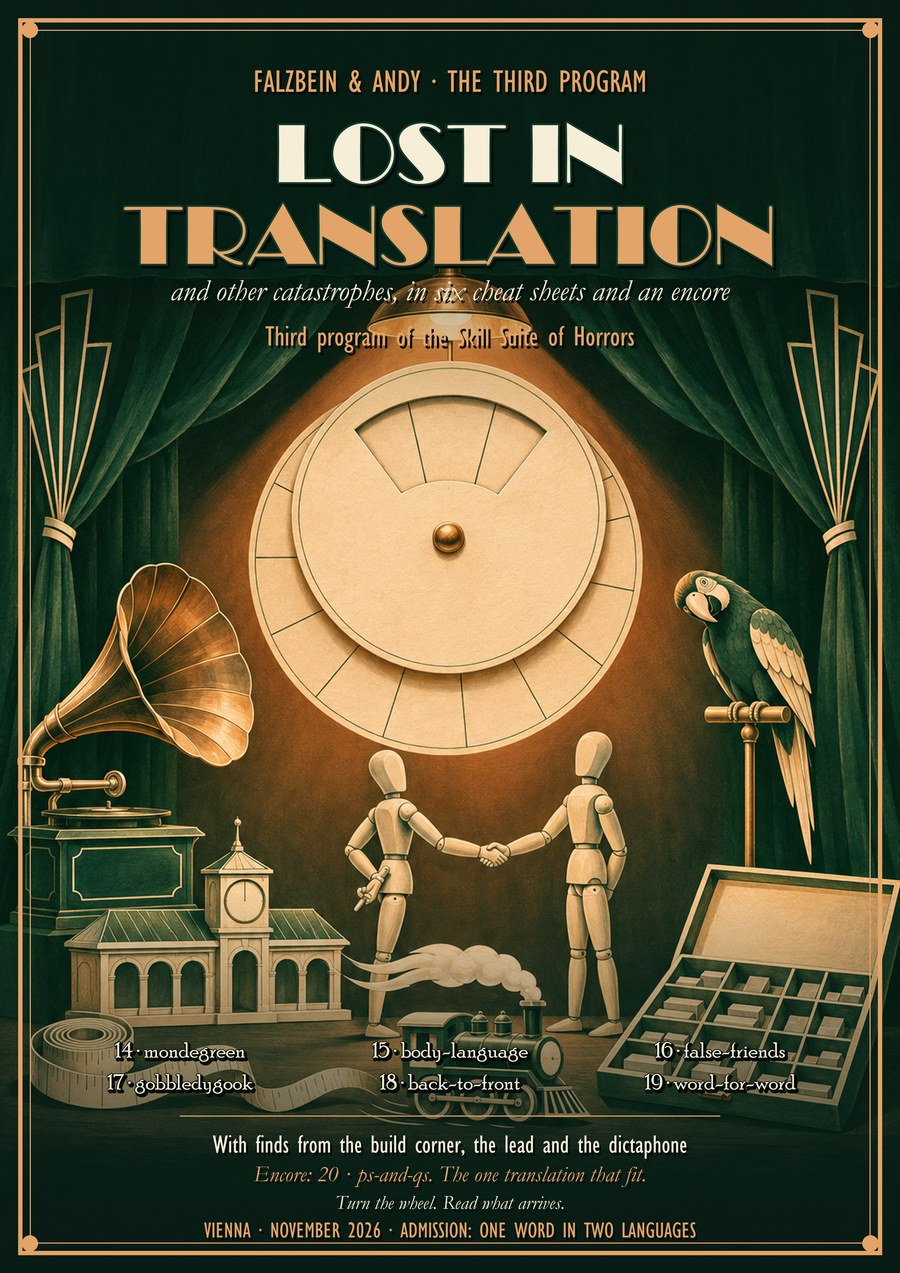 FALZBEIN & ANDY · THE THIRD PROGRAM
LOST IN
TRANSLATION
and other catastrophes, in six cheat sheets and an encore
Third program of the Skill Suite of Horrors
14 · mondegreen 15 · body-language 16 · false-friends
17 · gobbledygook 18 · back-to-front 19 · word-for-word
With finds from the build corner, the lead and the dictaphone
Encore: 20 · ps-and-qs. The one translation that fit.
Turn the wheel. Read what arrives.
VIENNA · NOVEMBER 2026 · ADMISSION: ONE WORD IN TWO LANGUAGES